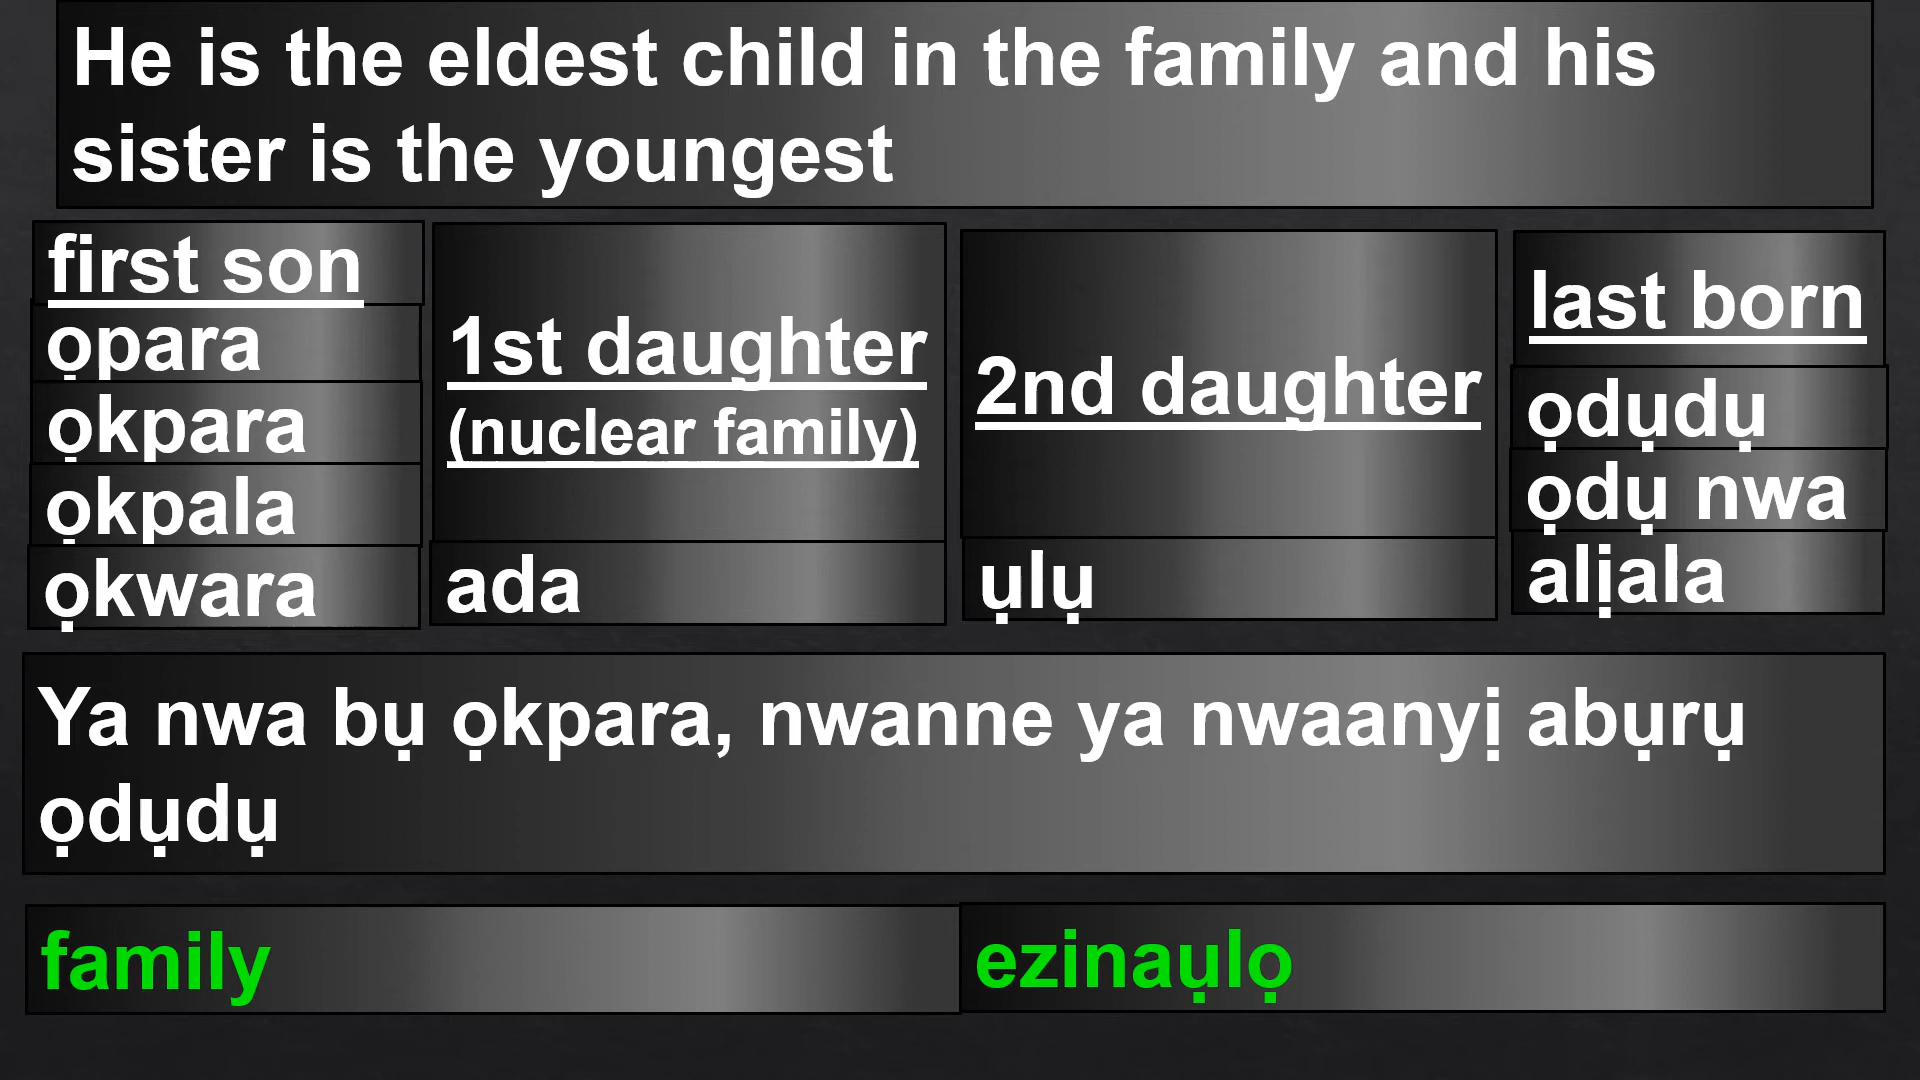 He is the eldest child in the family and his
sister is the youngest
first son
ọpara
ọkpara
ọkpala
ọkwara
1st daughter
(nuclear family)
ada
2nd daughter
ụlụ
last born
ọdụdụ
ọdụ nwa
alịala
Ya nwa bụ ọkpara, nwanne ya nwaanyị abụrụ
ọdụdụ
family
ezinaụlọ